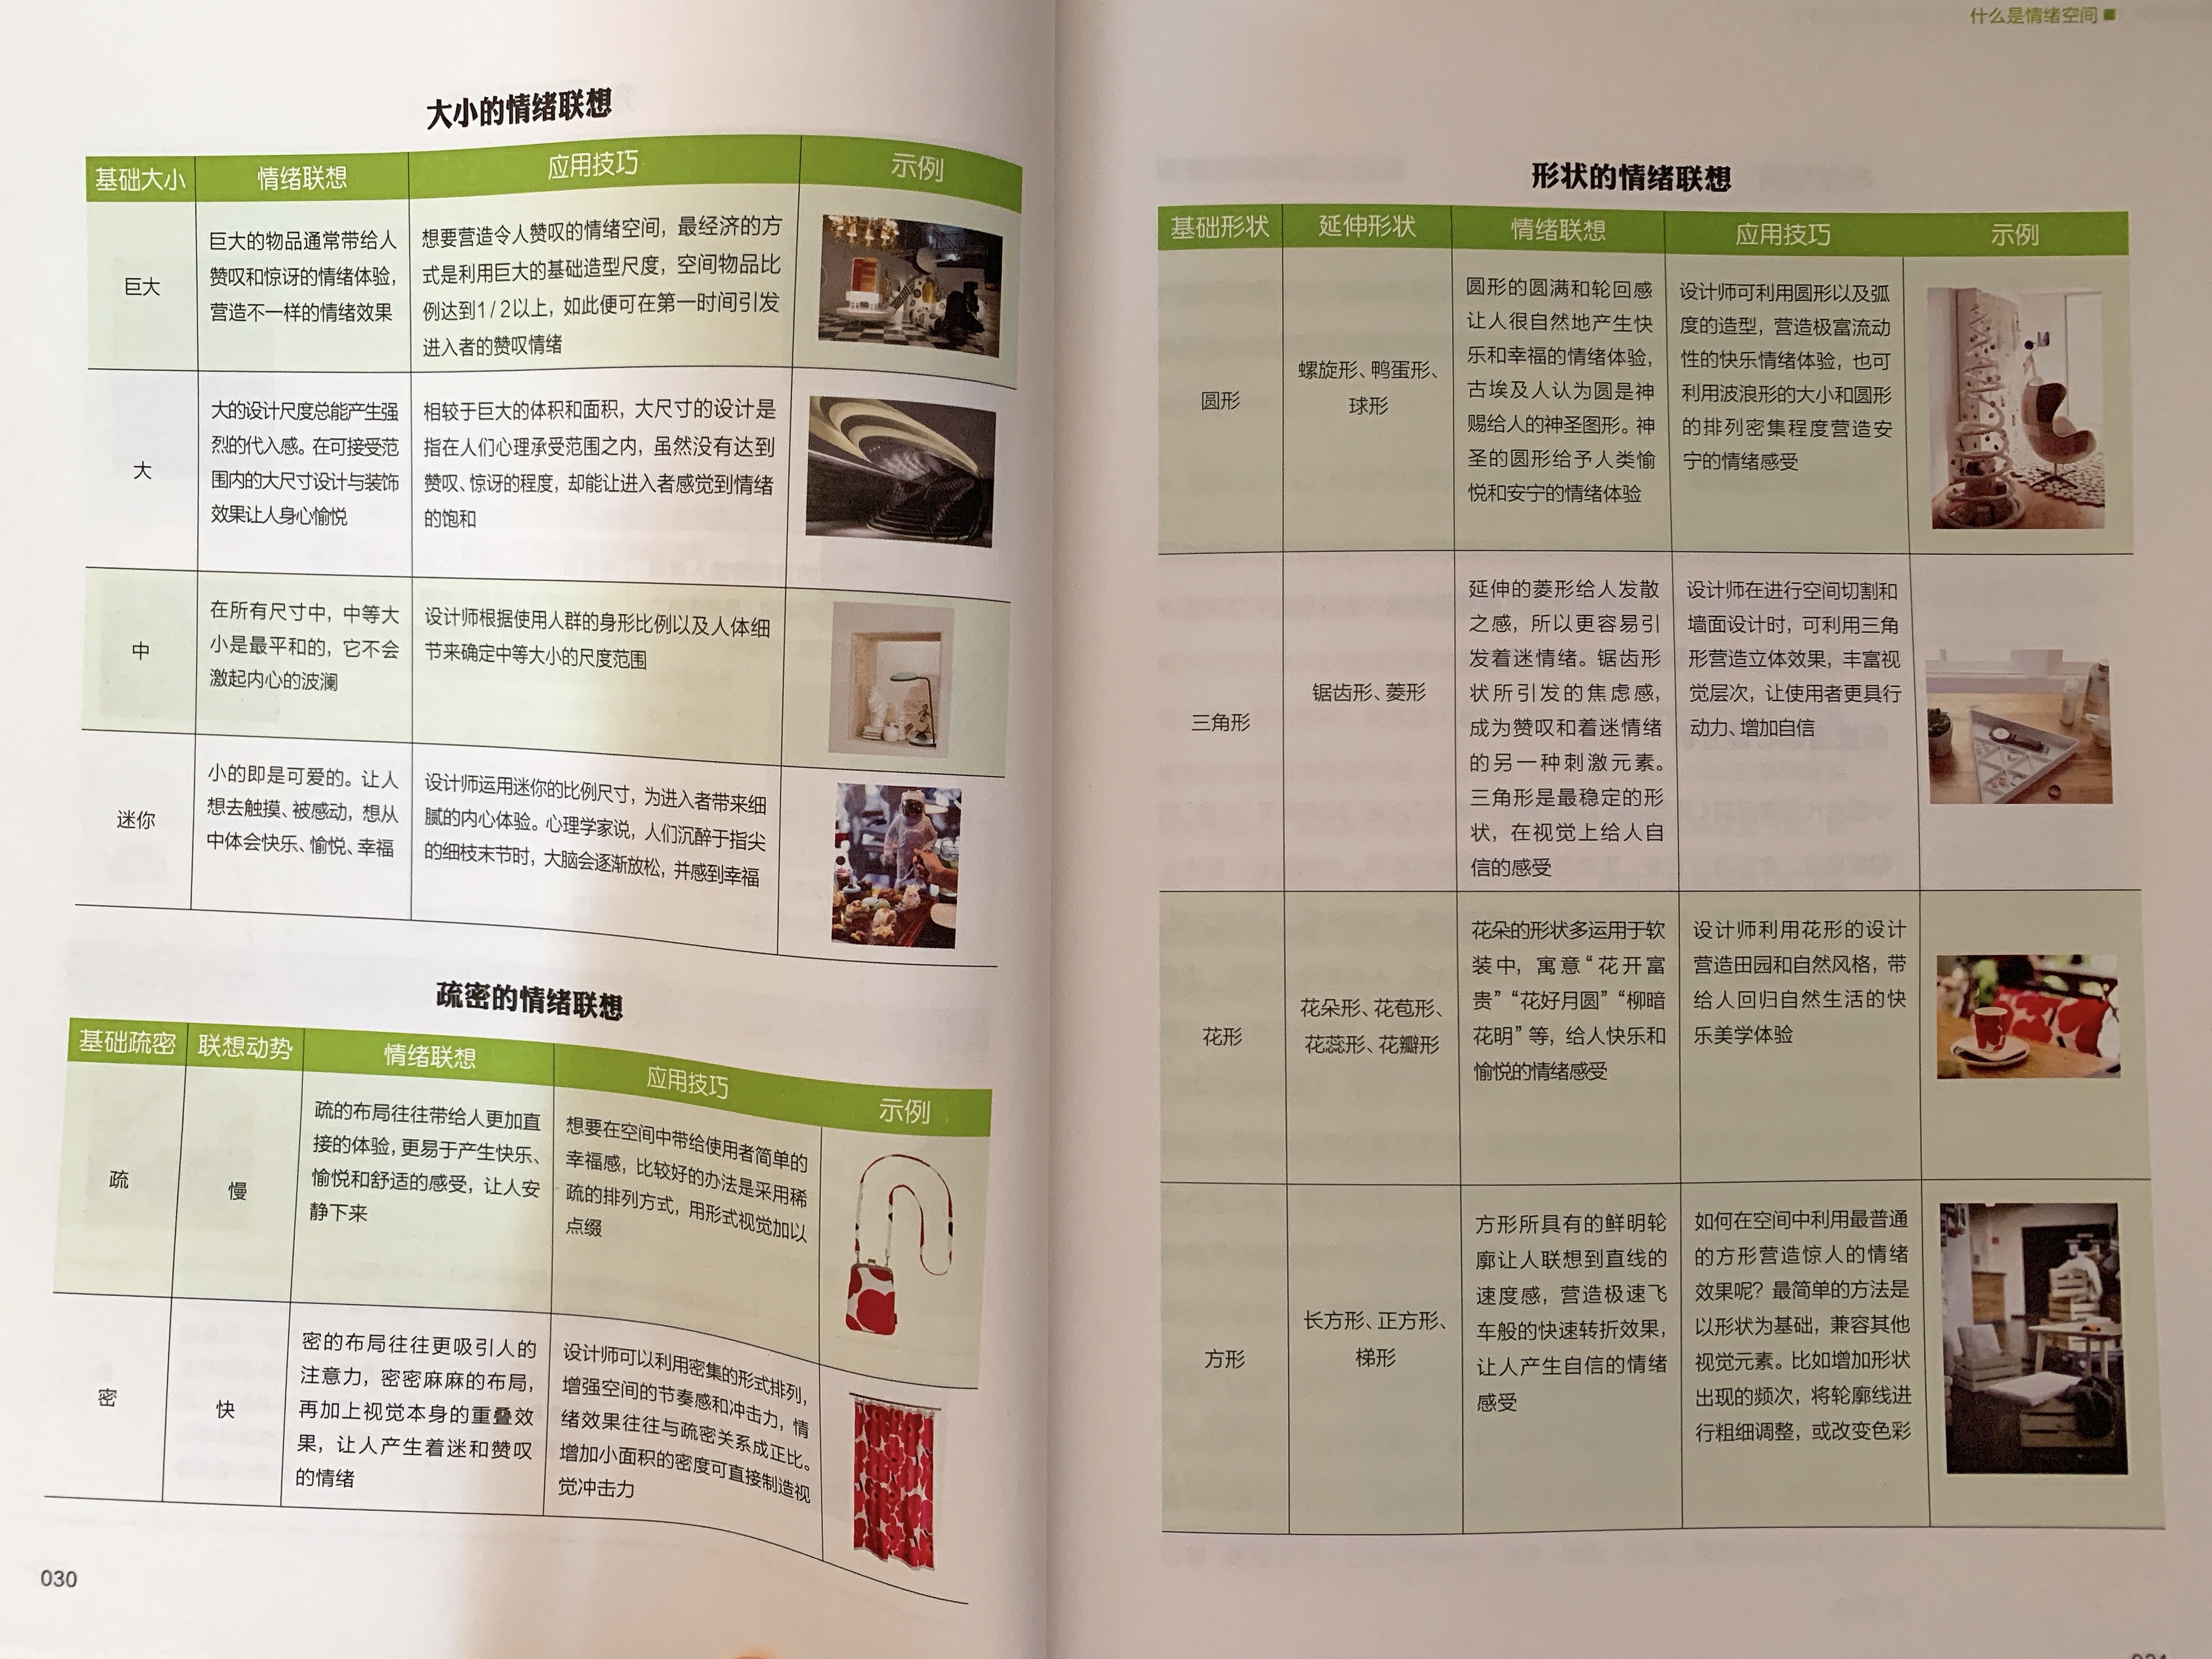 大小的情绪联想
基础大小
情绪联想
应用技巧
示例
巨大
巨大的物品通常带给人
赞叹和惊讶的情绪体验，
营造不一样的情绪效果
想要营造令人赞叹的情绪空间，最经济的方
式是利用巨大的基础造型尺度，空间物品比
例达到1/2以上，如此便可在第一时间引发
进入者的赞叹情绪
大
大的设计尺度总能产生强
烈的代入感。在可接受范
围内的大尺寸设计与装饰
效果让人身心愉悦
相较于巨大的体积和面积，大尺寸的设计是
指在人们心理承受范围之内，虽然没有达到
赞叹、惊讶的程度，却能让进入者感觉到情绪
的饱和
中
在所有尺寸中，中等大
小是最平和的，它不会
激起内心的波澜
设计师根据使用人群的身形比例以及人体细
节来确定中等大小的尺度范围
迷你
小的即是可爱的。让人
想去触摸、被感动，想从
中体会快乐、愉悦、幸福
设计师运用迷你的比例尺寸，为进入者带来细
腻的内心体验。心理学家说，人们沉醉于指尖
的细枝末节时，大脑会逐渐放松，并感到幸福
疏密的情绪联想
基础疏密
联想动势
情绪联想
应用技巧
示例
疏
慢
疏的布局往往带给人更加直
接的体验，更易于产生快乐、
愉悦和舒适的感受，让人安
静下来
想要在空间中带给使用者简单的
幸福感，比较好的办法是采用稀
疏的排列方式，用形式视觉加以
点缀
密
快
密的布局往往更吸引人的
注意力，密密麻麻的布局，
再加上视觉本身的重叠效
果，让人产生着迷和赞叹
的情绪
设计师可以利用密集的形式排列，
增强空间的节奏感和冲击力，情
绪效果往往与疏密关系成正比。
增加小面积的密度可直接制造视
觉冲击力
030
什么是情绪空间
形状的情绪联想
基础形状
延伸形状
情绪联想
应用技巧
示例
圆形
螺旋形、鸭蛋形、
球形
圆形的圆满和轮回感
让人很自然地产生快
乐和幸福的情绪体验，
古埃及人认为圆是神
赐给人的神圣图形。神
圣的圆形给予人类愉
悦和安宁的情绪体验
设计师可利用圆形以及弧
度的造型，营造极富流动
性的快乐情绪体验，也可
利用波浪形的大小和圆形
的排列密集程度营造安
宁的情绪感受
三角形
锯齿形、菱形
延伸的菱形给人发散
之感，所以更容易引
发着迷情绪。锯齿形
状所引发的焦虑感，
成为赞叹和着迷情绪
的另一种刺激元素。
三角形是最稳定的形
状，在视觉上给人自
信的感受
设计师在进行空间切割和
墙面设计时，可利用三角
形营造立体效果，丰富视
觉层次，让使用者更具行
动力、增加自信
花形
花朵形、花苞形、
花蕊形、花瓣形
花朵的形状多运用于软
装中，寓意“花开富
贵”“花好月圆”“柳暗
花明”等，给人快乐和
愉悦的情绪感受
设计师利用花形的设计
营造田园和自然风格，带
给人回归自然生活的快
乐美学体验
方形
长方形、正方形、
梯形
方形所具有的鲜明轮
廓让人联想到直线的
速度感，营造极速飞
车般的快速转折效果，
让人产生自信的情绪
感受
如何在空间中利用最普通
的方形营造惊人的情绪
效果呢？最简单的方法是
以形状为基础，兼容其他
视觉元素。比如增加形状
出现的频次，将轮廓线进
行粗细调整，或改变色彩